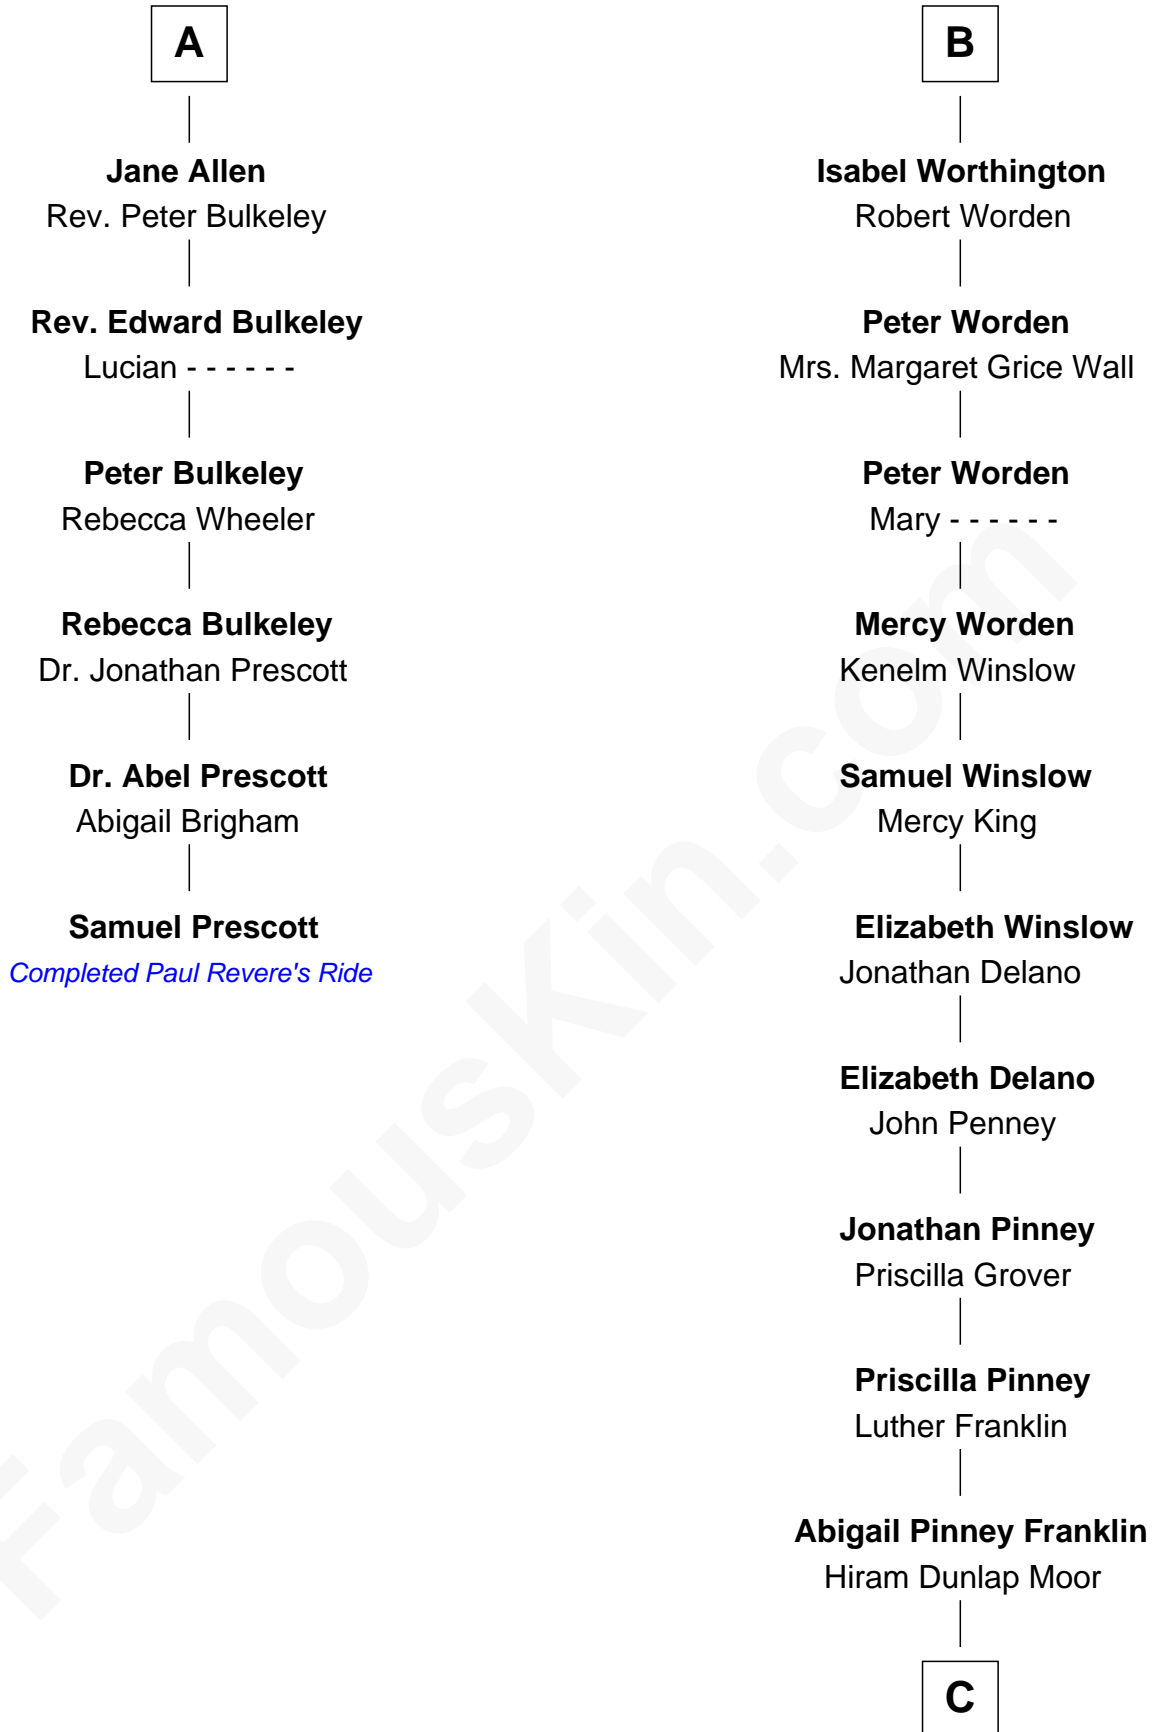 A
Jane Allen
Rev. Peter Bulkeley
Rev. Edward Bulkeley
Lucian - - - - - -
Peter Bulkeley
Rebecca Wheeler
Rebecca Bulkeley
Dr. Jonathan Prescott
Dr. Abel Prescott
Abigail Brigham
Samuel Prescott
Completed Paul Revere's Ride
B
Isabel Worthington
Robert Worden
Peter Worden
Mrs. Margaret Grice Wall
Peter Worden
Mary - - - - - -
Mercy Worden
Kenelm Winslow
Samuel Winslow
Mercy King
Elizabeth Winslow
Jonathan Delano
Elizabeth Delano
John Penney
Jonathan Pinney
Priscilla Grover
Priscilla Pinney
Luther Franklin
Abigail Pinney Franklin
Hiram Dunlap Moor
C
FamousKin.com